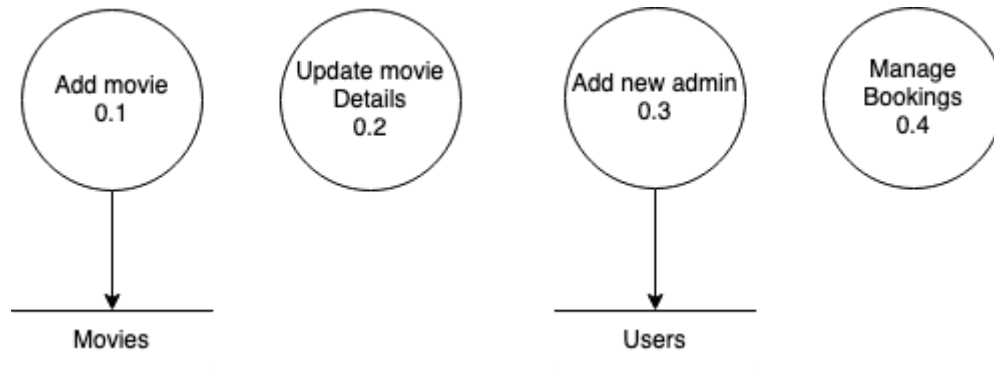 Add movie
0.1
Update movie
Details
0.2
Add new admin
0.3
Manage
Bookings
0.4
Movies
Users